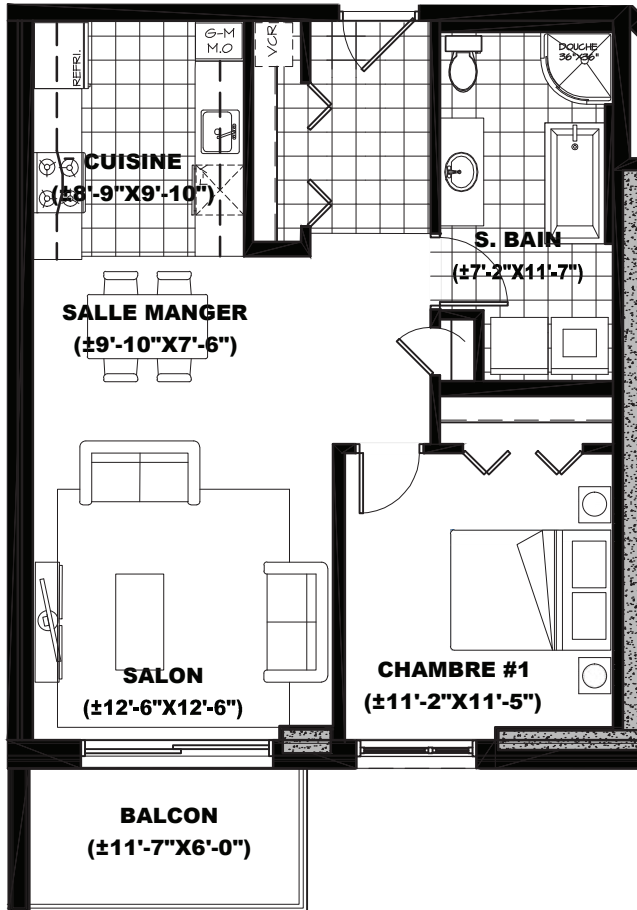 G-M
M.O
VCR
REFRI.
DOUCHE
36"X36"
CUISINE
(±8'-9"X9'-10")
S. BAIN
(±7'-2"X11'-7")
SALLE MANGER
(±9'-10"X7'-6")
SALON
(±12'-6"X12'-6")
CHAMBRE #1
(±11'-2"X11'-5")
BALCON
(±11'-7"X6'-0")